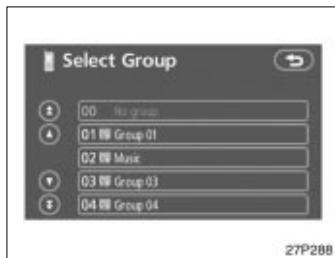 Select Group
00 No group
01 Group 01
02 Music
03 Group 03
04 Group 04
27P288